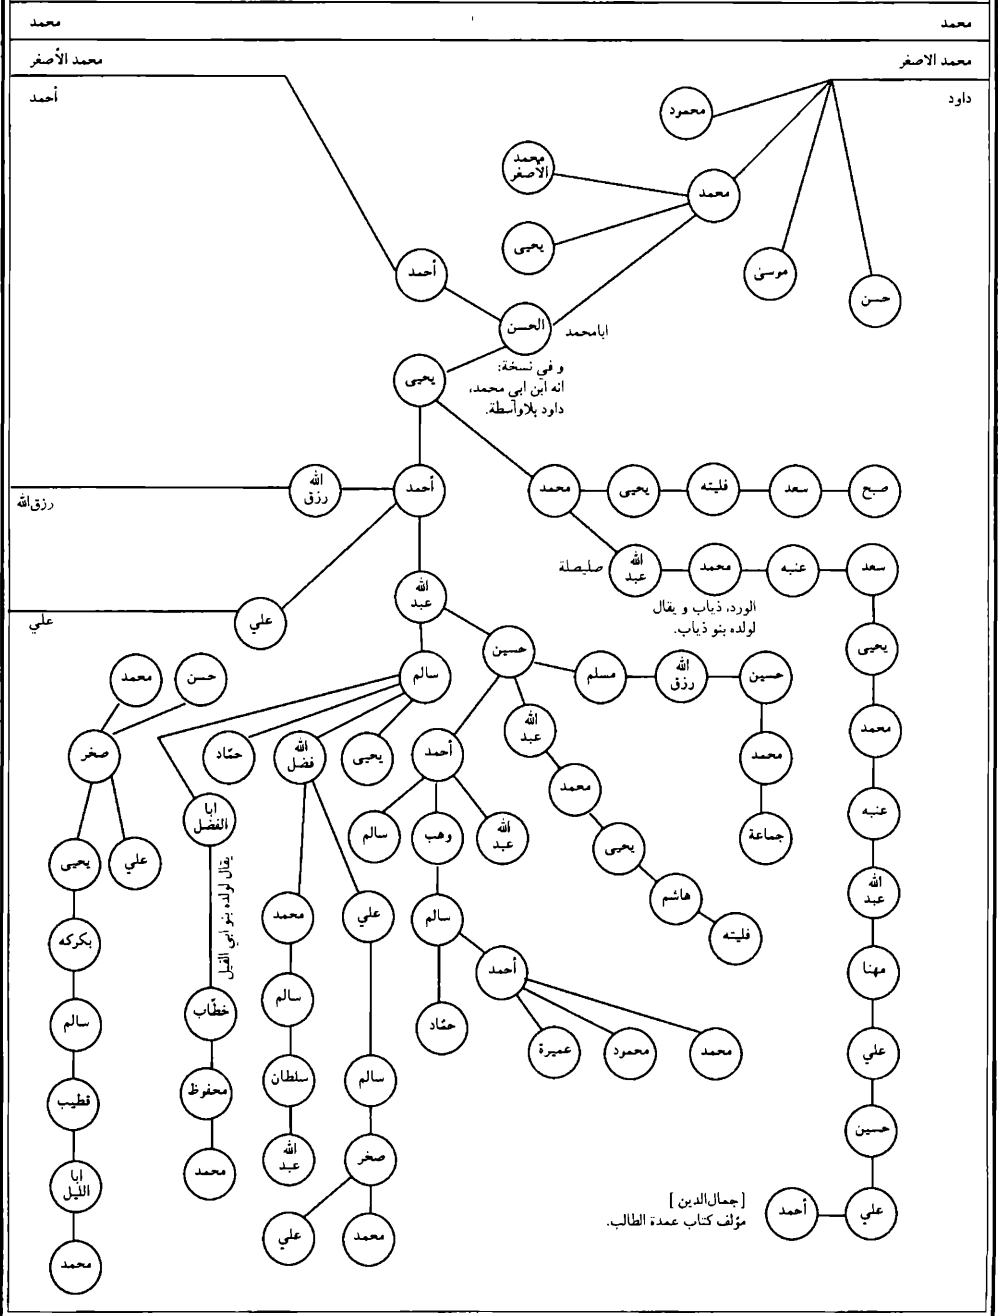 محمد
محمد
محمد الاصغر
محمد الأصغر
داود
أحمد
محمود
محمد
الأصغر
محمد
يحيى
موسى
حسن
أحمد
الحسن
ابامحمد
يحيى
و في نسخة:
انه ابن ابي محمد،
داود بلاواسطة.
صبح
سعد
فليته
يحيى
محمد
أحمد
الله
رزق
رزق‌الله
سعد
عنبه
محمد
الله
عبد
صليصلة
الورد، ذياب و يقال
لولده بنو ذياب.
الله
عبد
علي
علي
يحيى
حسين
حسين
الله
رزق
مسلم
سالم
حسن
محمد
محمد
محمد
الله
عبد
أحمد
يحيى
الله
فضل
حمّاد
صخر
محمد
عنبه
جماعة
يحيى
الله
عبد
وهب
سالم
ابا
الفضل
علي
يحيى
يقال لولده بنو ابي الفيل
الله
عبد
هاشم
فليته
سالم
علي
محمد
بكركه
مهنا
أحمد
سالم
خطّاب
سالم
علي
محمد
محمود
عميرة
حمّاد
سالم
سلطان
محفوظ
قطيب
حسين
صخر
الله
عبد
محمد
ابا
الليل
علي
أحمد
[جمال‌الدين]
مؤلف كتاب عمدة الطالب.
محمد
علي
محمد